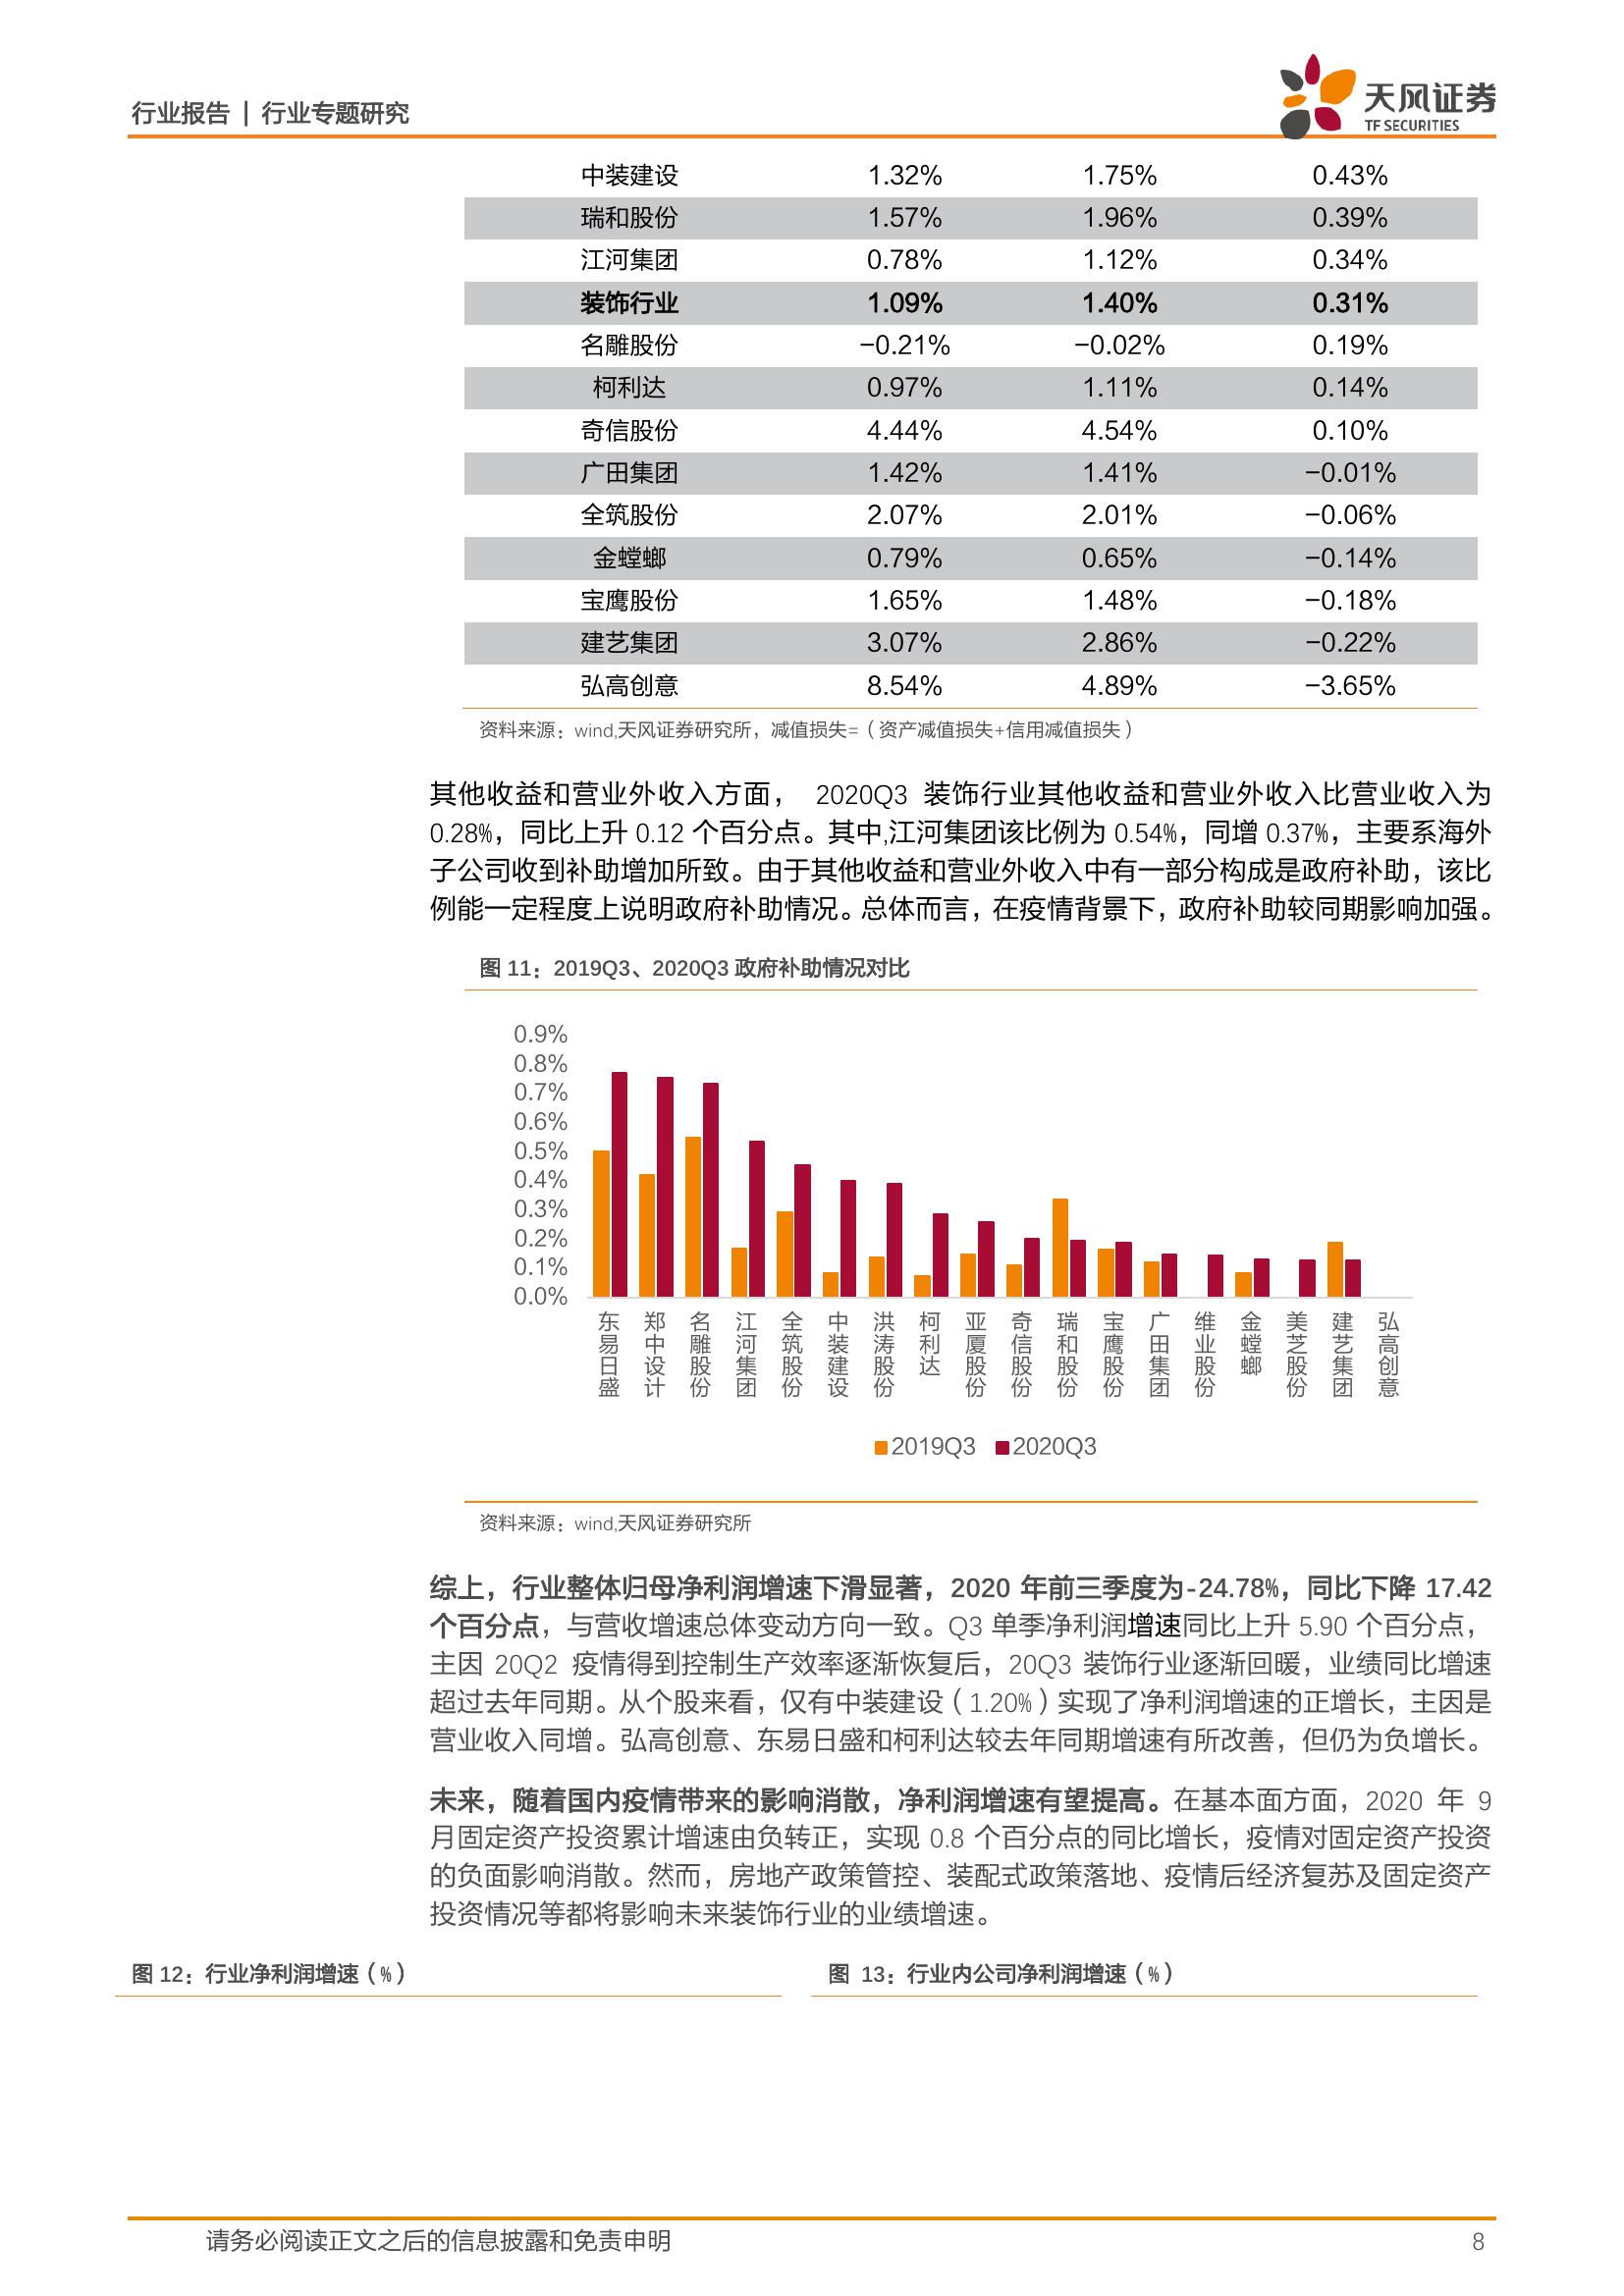 行业报告 | 行业专题研究
天风证券
TF SECURITIES
中装建设 1.32% 1.75% 0.43%
瑞和股份 1.57% 1.96% 0.39%
江河集团 0.78% 1.12% 0.34%
装饰行业 1.09% 1.40% 0.31%
名雕股份 −0.21% −0.02% 0.19%
柯利达 0.97% 1.11% 0.14%
奇信股份 4.44% 4.54% 0.10%
广田集团 1.42% 1.41% −0.01%
全筑股份 2.07% 2.01% −0.06%
金螳螂 0.79% 0.65% −0.14%
宝鹰股份 1.65% 1.48% −0.18%
建艺集团 3.07% 2.86% −0.22%
弘高创意 8.54% 4.89% −3.65%
资料来源：wind,天风证券研究所，减值损失=（资产减值损失+信用减值损失）
其他收益和营业外收入方面， 2020Q3 装饰行业其他收益和营业外收入比营业收入为
0.28%，同比上升 0.12 个百分点。其中,江河集团该比例为 0.54%，同增 0.37%，主要系海外
子公司收到补助增加所致。由于其他收益和营业外收入中有一部分构成是政府补助，该比
例能一定程度上说明政府补助情况。总体而言，在疫情背景下，政府补助较同期影响加强。
图 11：2019Q3、2020Q3 政府补助情况对比
0.9%
0.8%
0.7%
0.6%
0.5%
0.4%
0.3%
0.2%
0.1%
0.0%
东易日盛
郑中设计
名雕股份
江河集团
全筑股份
中装建设
洪涛股份
柯利达
亚厦股份
奇信股份
瑞和股份
宝鹰股份
广田集团
维业股份
金螳螂
美芝股份
建艺集团
弘高创意
2019Q3 2020Q3
资料来源：wind,天风证券研究所
综上，行业整体归母净利润增速下滑显著，2020 年前三季度为-24.78%，同比下降 17.42
个百分点，与营收增速总体变动方向一致。Q3 单季净利润增速同比上升 5.90 个百分点，
主因 20Q2 疫情得到控制生产效率逐渐恢复后，20Q3 装饰行业逐渐回暖，业绩同比增速
超过去年同期。从个股来看，仅有中装建设（1.20%）实现了净利润增速的正增长，主因是
营业收入同增。弘高创意、东易日盛和柯利达较去年同期增速有所改善，但仍为负增长。
未来，随着国内疫情带来的影响消散，净利润增速有望提高。在基本面方面，2020 年 9
月固定资产投资累计增速由负转正，实现 0.8 个百分点的同比增长，疫情对固定资产投资
的负面影响消散。然而，房地产政策管控、装配式政策落地、疫情后经济复苏及固定资产
投资情况等都将影响未来装饰行业的业绩增速。
图 12：行业净利润增速（%）
图 13：行业内公司净利润增速（%）
请务必阅读正文之后的信息披露和免责申明
8